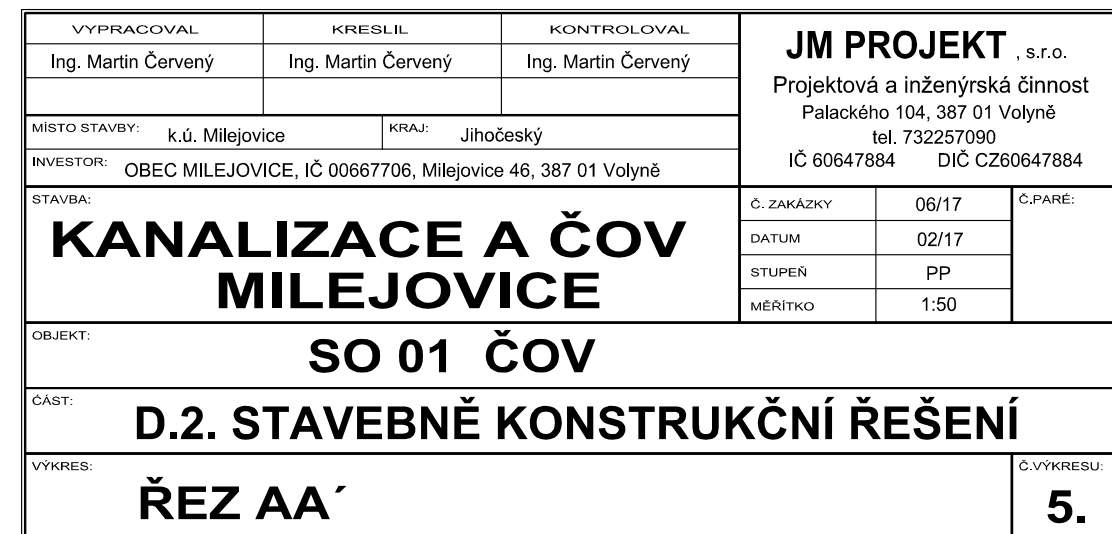 VYPRACOVAL KRESLIL KONTROLOVAL
Ing. Martin Červený Ing. Martin Červený Ing. Martin Červený
MÍSTO STAVBY: k.ú. Milejovice KRAJ: Jihočeský
INVESTOR: OBEC MILEJOVICE, IČ 00667706, Milejovice 46, 387 01 Volyně
JM PROJEKT , s.r.o.
Projektová a inženýrská činnost
Palackého 104, 387 01 Volyně
tel. 732257090
IČ 60647884 DIČ CZ60647884
STAVBA:
KANALIZACE A ČOV
MILEJOVICE
Č. ZAKÁZKY 06/17
DATUM 02/17
STUPEŇ PP
MĚŘÍTKO 1:50
Č.PARÉ:
OBJEKT: SO 01 ČOV
ČÁST: D.2. STAVEBNĚ KONSTRUKČNÍ ŘEŠENÍ
VÝKRES: ŘEZ AA´
Č.VÝKRESU:
5.